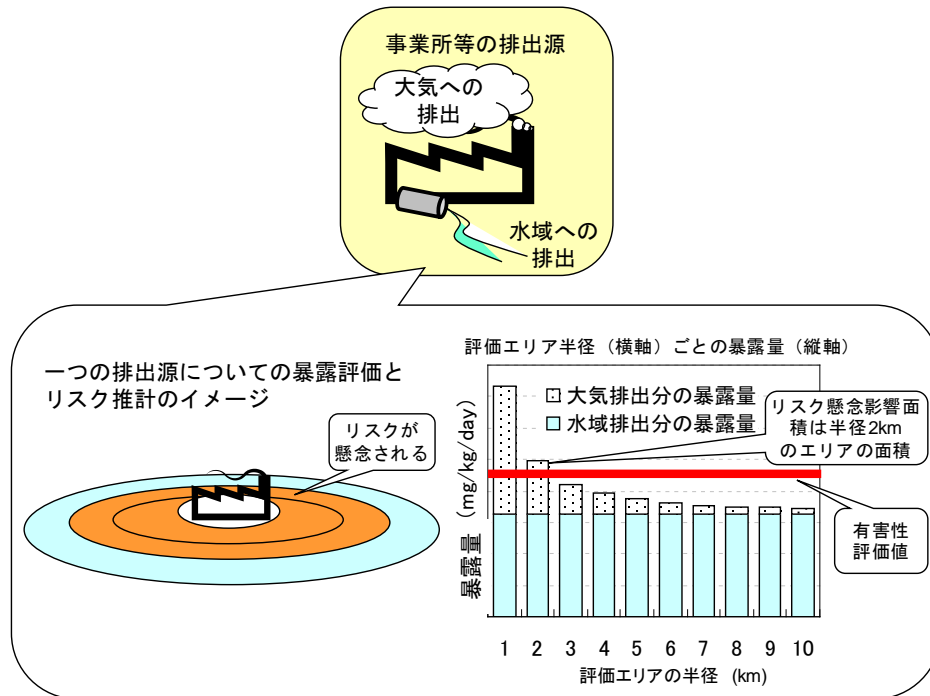 事業所等の排出源
大気への
排出
水域への
排出
一つの排出源についての暴露評価と
リスク推計のイメージ
リスクが
懸念される
評価エリア半径（横軸）ごとの暴露量（縦軸）
大気排出分の暴露量
水域排出分の暴露量
リスク懸念影響面
積は半径2km
のエリアの面積
有害性
評価値
暴露量 (mg/kg/day)
1 2 3 4 5 6 7 8 9 10
評価エリアの半径 (km)